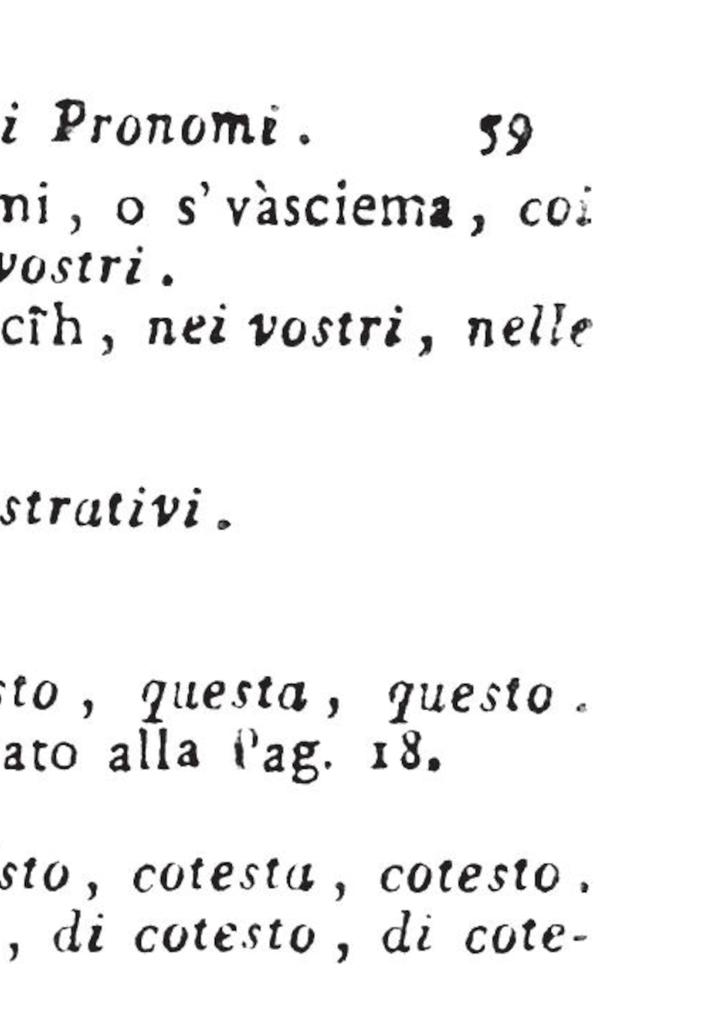 i Pronomi. 59
mi, o s' vàsciema, coi
vostri.
cîh, nei vostri, nelle
strativi.
sto, questa, questo.
ato alla Pag. 18.
sto, cotesta, cotesto.
, di cotesto, di cote-